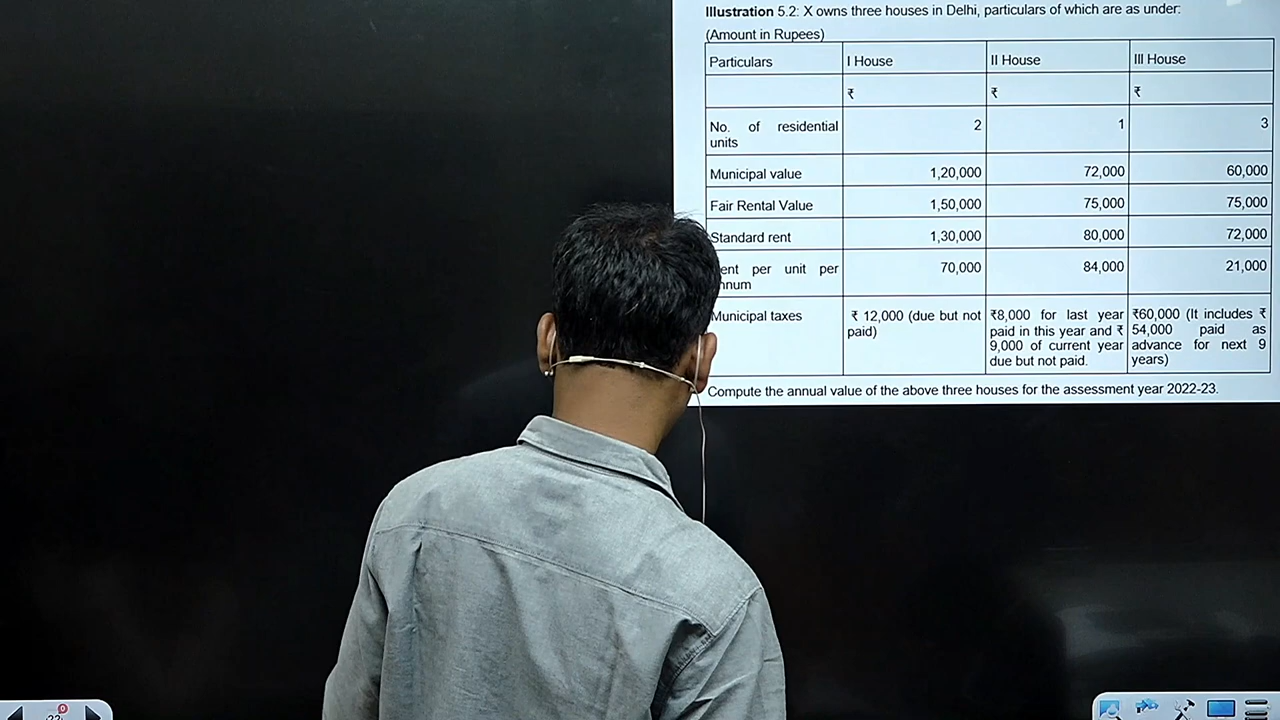 Illustration 5.2: X owns three houses in Delhi, particulars of which are as under:
(Amount in Rupees)
Particulars I House II House III House
₹ ₹ ₹
No. of residential units 2 1 3
Municipal value 1,20,000 72,000 60,000
Fair Rental Value 1,50,000 75,000 75,000
Standard rent 1,30,000 80,000 72,000
per unit per 70,000 84,000 21,000
Municipal taxes ₹ 12,000 (due but not paid) ₹8,000 for last year paid in this year and ₹ 9,000 of current year due but not paid. ₹60,000 (It includes ₹ 54,000 paid as advance for next 9 years)
Compute the annual value of the above three houses for the assessment year 2022-23.
0